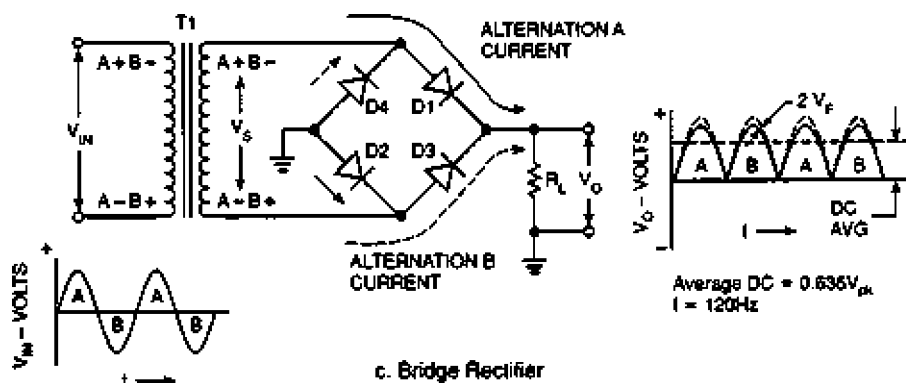 T1
ALTERNATION A
CURRENT
A + B -
A + B -
D4
D1
V_IN
V_S
D2
D3
R_L
V_O
A - B +
A - B +
ALTERNATION B
CURRENT
2 V_F
+
A
B
A
B
V_O - VOLTS
-
t
DC
AVG
Average DC = 0.636V_pk
f = 120Hz
+
A
A
B
B
V_IN - VOLTS
t
c. Bridge Rectifier